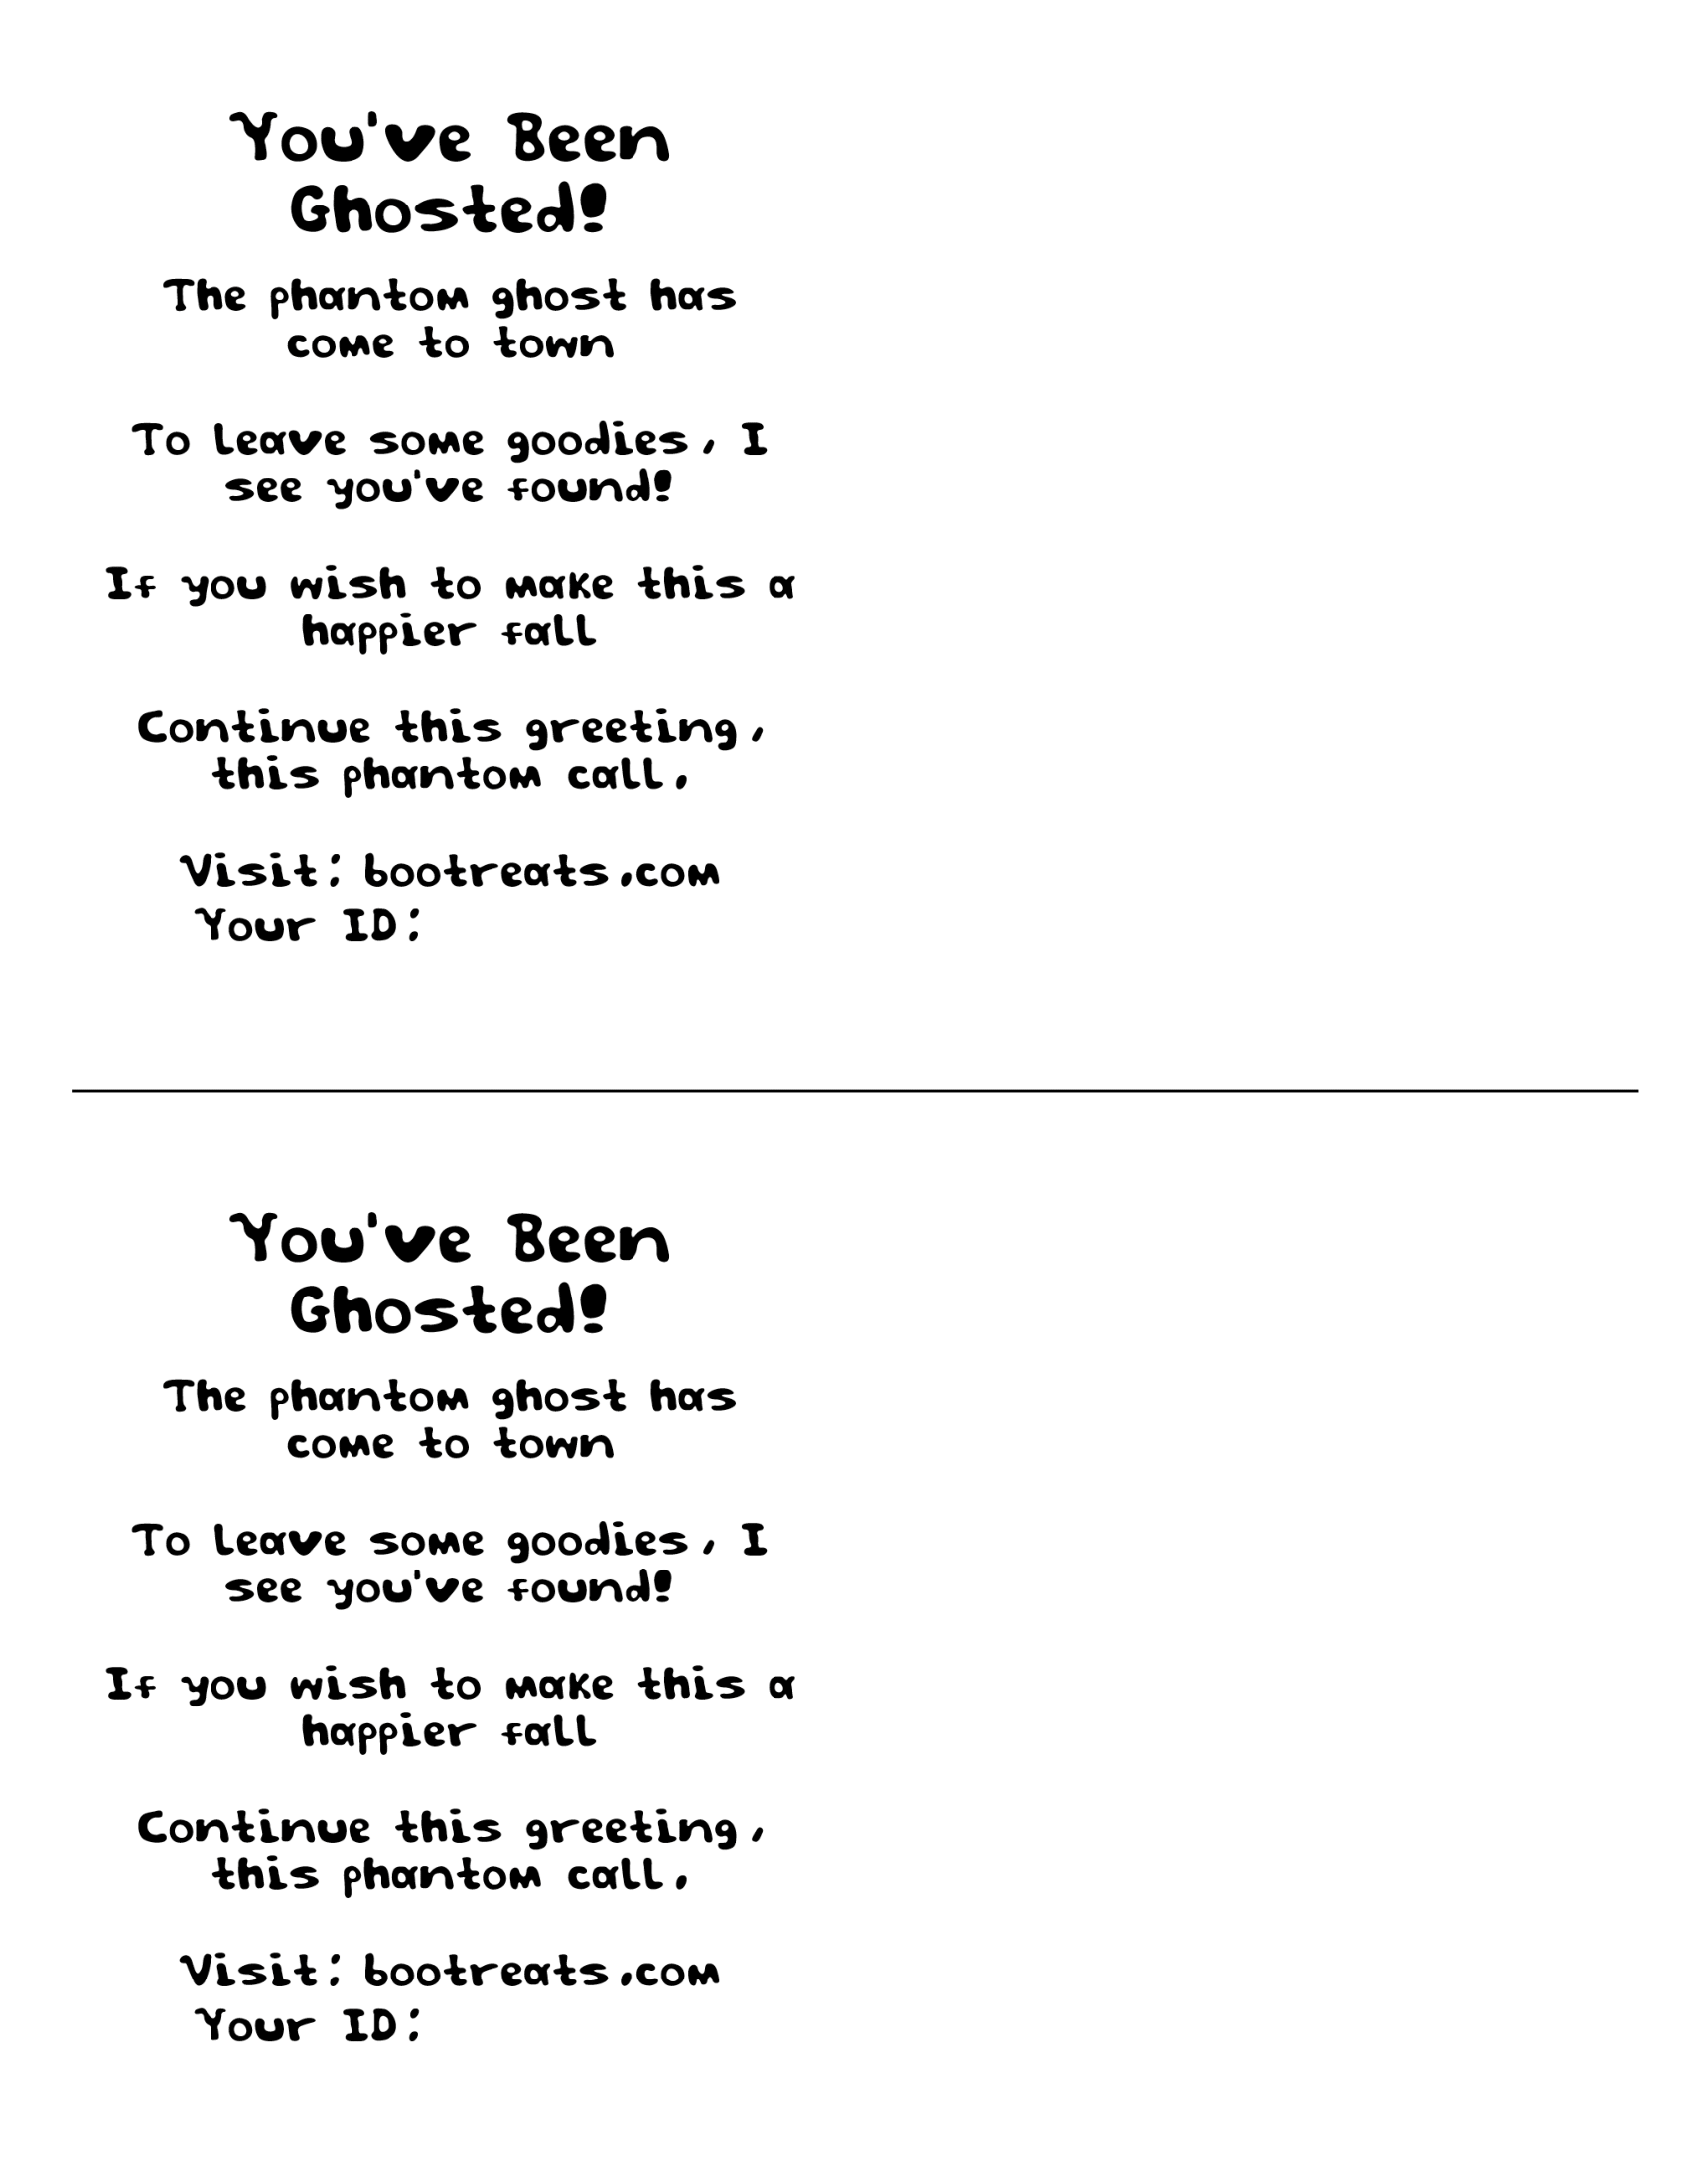 You've Been
Ghosted!
The phantom ghost has
come to town
To leave some goodies, I
see you've found!
If you wish to make this a
happier fall
Continue this greeting,
this phantom call.
Visit: bootreats.com
Your ID:
You've Been
Ghosted!
The phantom ghost has
come to town
To leave some goodies, I
see you've found!
If you wish to make this a
happier fall
Continue this greeting,
this phantom call.
Visit: bootreats.com
Your ID: